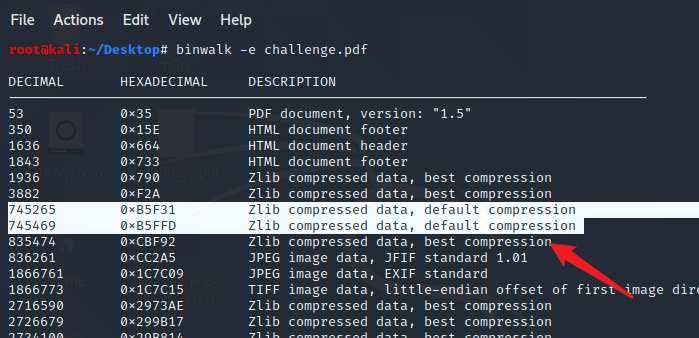 File Actions Edit View Help
root@kali:~/Desktop# binwalk -e challenge.pdf
DECIMAL HEXADECIMAL DESCRIPTION
--------------------------------------------------------------------------------
53 0×35 PDF document, version: "1.5"
350 0×15E HTML document footer
1636 0×664 HTML document header
1843 0×733 HTML document footer
1936 0×790 Zlib compressed data, best compression
3882 0×F2A Zlib compressed data, best compression
745265 0×B5F31 Zlib compressed data, default compression
745469 0×B5FFD Zlib compressed data, default compression
835474 0×CBF92 Zlib compressed data, best compression
836261 0×CC2A5 JPEG image data, JFIF standard 1.01
1866761 0×1C7C09 JPEG image data, EXIF standard
1866773 0×1C7C15 TIFF image data, little-endian offset of first image dire
2716590 0×2973AE Zlib compressed data, best compression
2726679 0×299B17 Zlib compressed data, best compression
2734100 0×29B814 Zlib compressed data, best compression